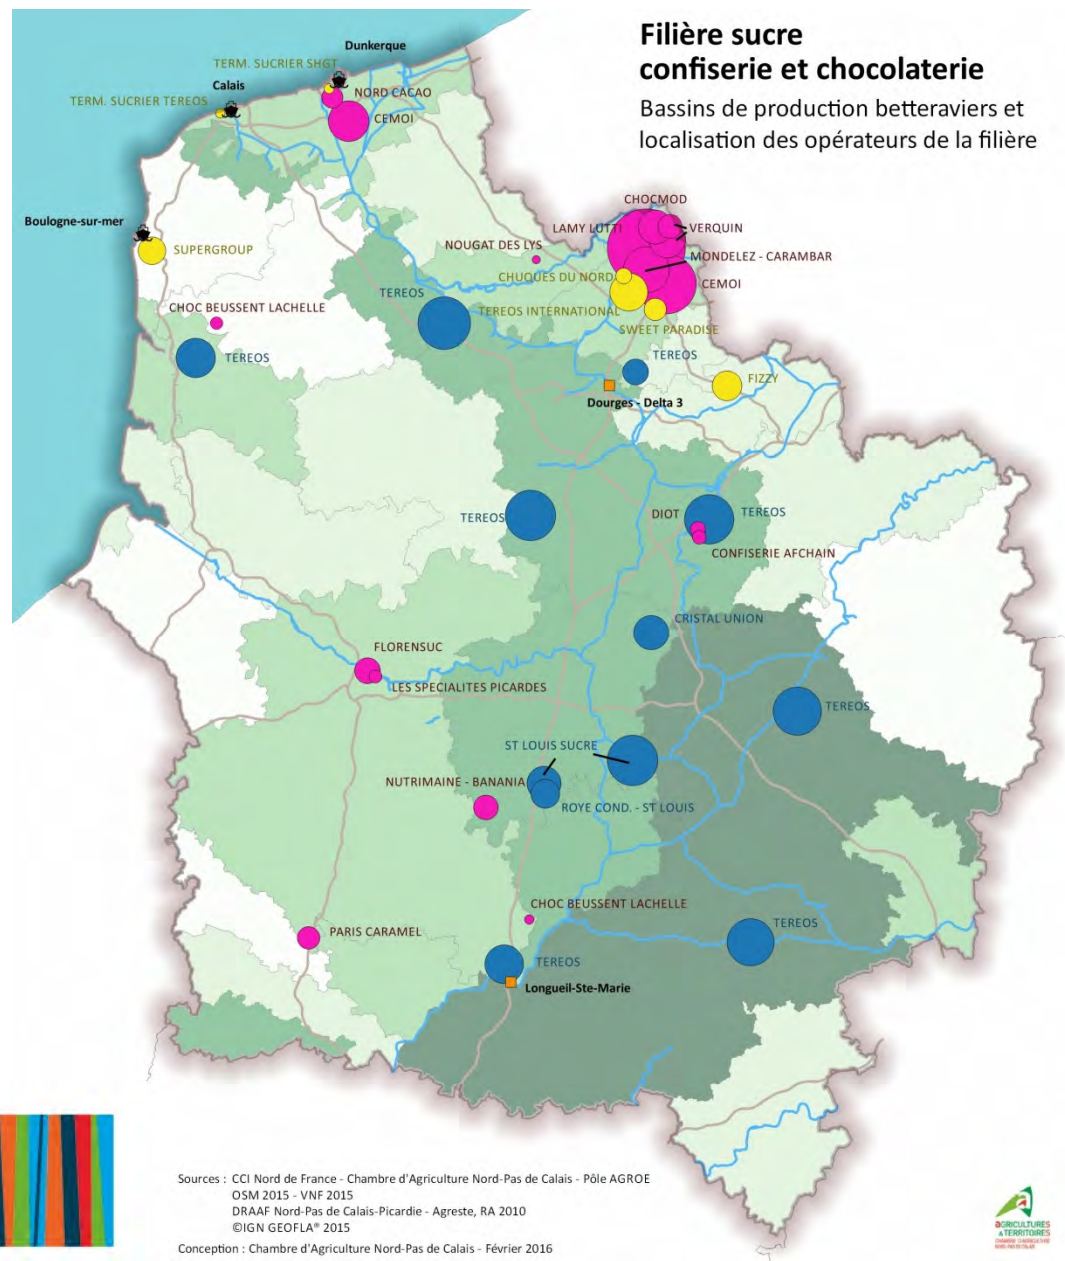 Filière sucre
confiserie et chocolaterie
Bassins de production betteraviers et
localisation des opérateurs de la filière
Dunkerque
TERM. SUCRIER SHGT
Calais
NORD CACAO
TERM. SUCRIER TEREOS
CEMOI
CHOCMOD
Boulogne-sur-mer
LAMY LUTTI
VERQUIN
SUPERGROUP
NOUGAT DES LYS
MONDELEZ - CARAMBAR
CHUQUES DU NORD
CEMOI
TEREOS
CHOC BEUSSENT LACHELLE
TEREOS INTERNATIONAL
SWEET PARADISE
TEREOS
TEREOS
FIZZY
Dourges - Delta 3
TEREOS
DIOT
TEREOS
CONFISERIE AFCHAIN
CRISTAL UNION
FLORENSUC
LES SPECIALITES PICARDES
TEREOS
ST LOUIS SUCRE
NUTRIMAINE - BANANIA
ROYE COND. - ST LOUIS
CHOC BEUSSENT LACHELLE
PARIS CARAMEL
TEREOS
TEREOS
Longueil-Ste-Marie
Sources : CCI Nord de France - Chambre d'Agriculture Nord-Pas de Calais - Pôle AGROE
OSM 2015 - VNF 2015
DRAAF Nord-Pas de Calais-Picardie - Agreste, RA 2010
©IGN GEOFLA® 2015
Conception : Chambre d'Agriculture Nord-Pas de Calais - Février 2016
AGRICULTURES
& TERRITOIRES
CHAMBRE D'AGRICULTURE
NORD-PAS DE CALAIS